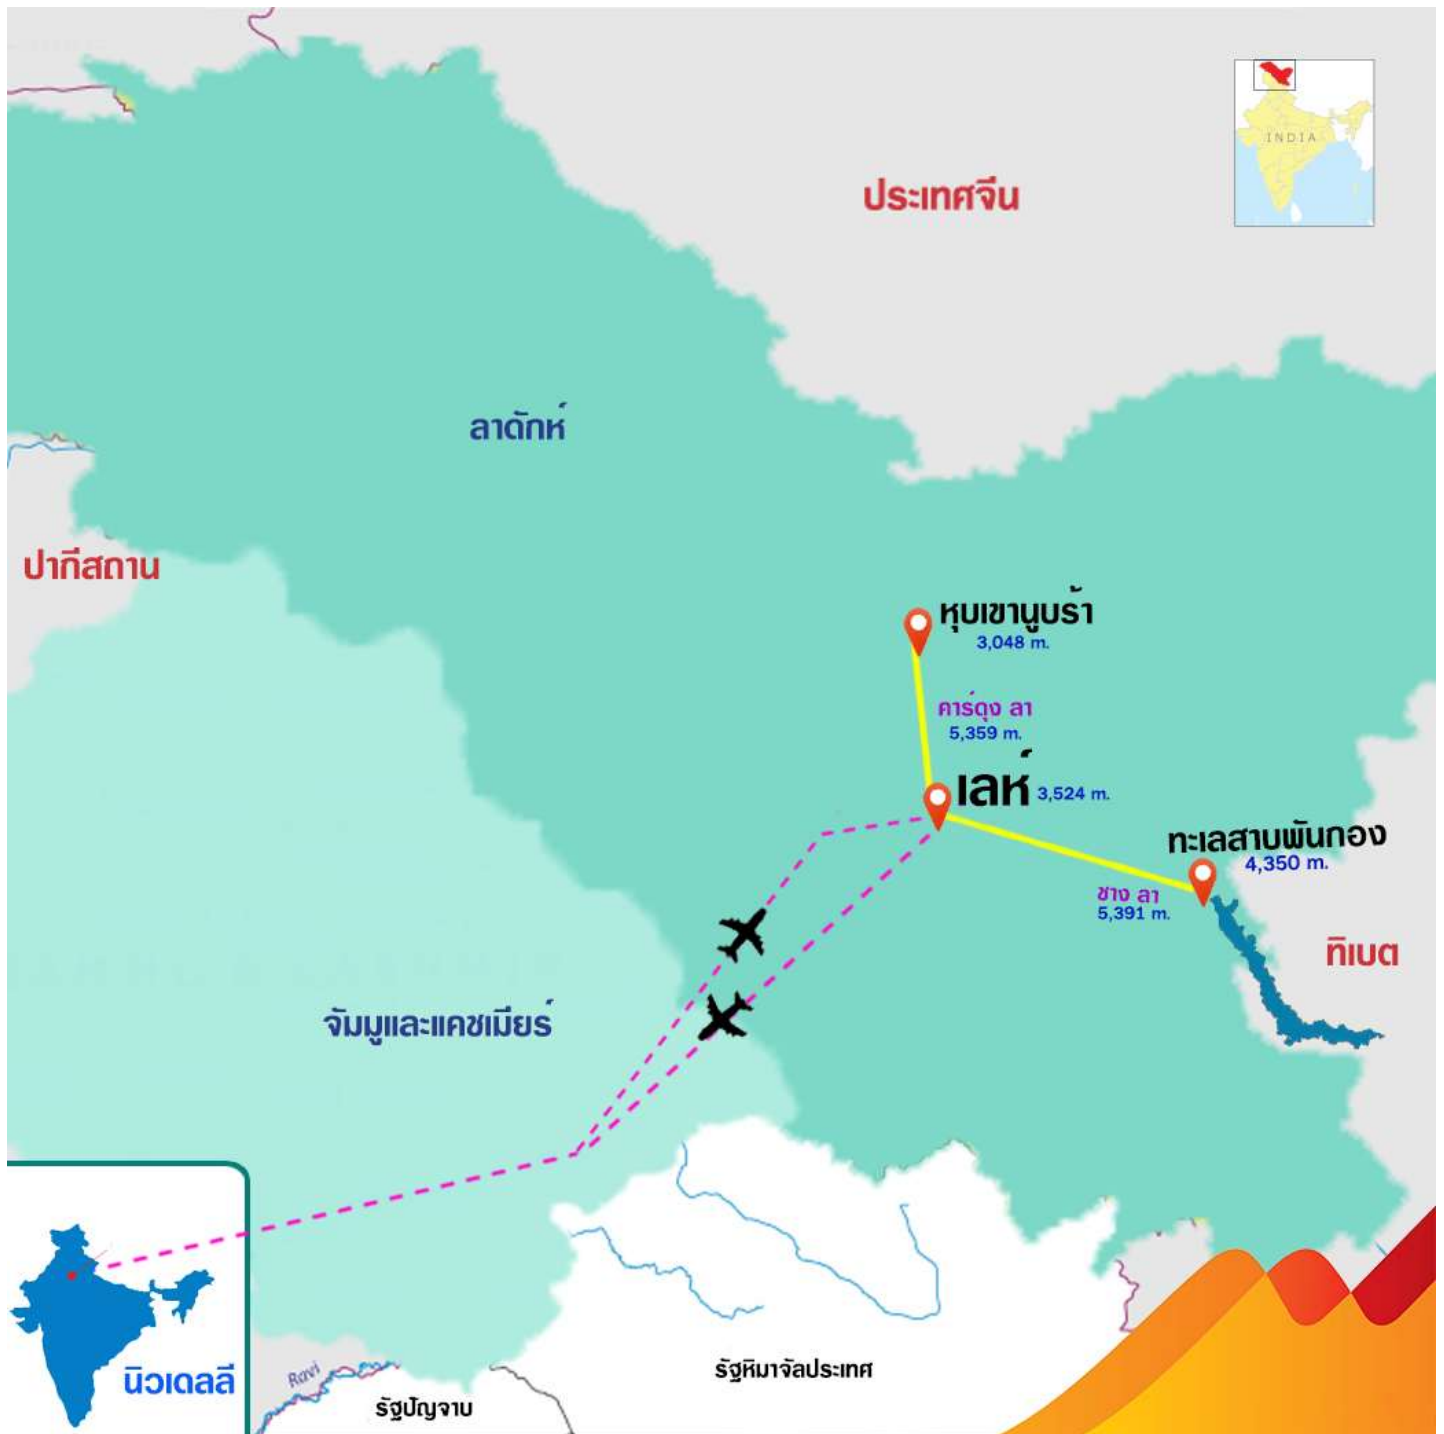 ประเทศจีน
INDIA
ลาดักห์
ปากีสถาน
หุบเขานูบร้า
3,048 m.
คาร์ดุง ลา
5,359 m.
เลห์ 3,524 m.
ทะเลสาบพันกอง
4,350 m.
ชาง ลา
5,391 m.
ทิเบต
จัมมูและแคชเมียร์
นิวเดลลี
Ravi
รัฐปัญจาบ
รัฐหิมาจัลประเทศ